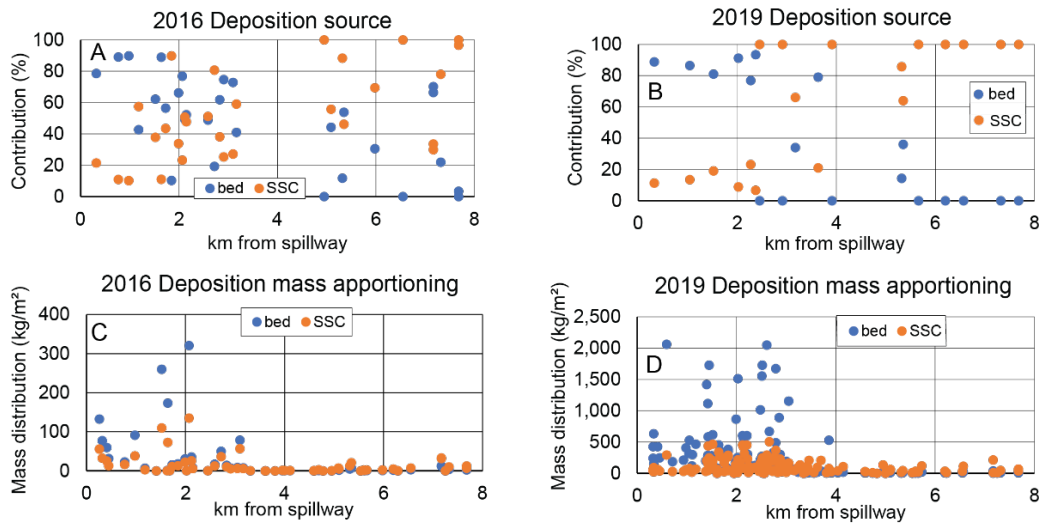 2016 Deposition source
Contribution (%)
100
80
60
40
20
0
A
bed
SSC
0 2 4 6 8
km from spillway
2019 Deposition source
Contribution (%)
100
80
60
40
20
0
B
bed
SSC
0 1 2 3 4 5 6 7 8
km from spillway
2016 Deposition mass apportioning
Mass distribution (kg/m²)
400
300
200
100
0
C
bed
SSC
0 2 4 6 8
km from spillway
2019 Deposition mass apportioning
Mass distribution (kg/m²)
2,500
2,000
1,500
1,000
500
0
D
bed
SSC
0 2 4 6 8
km from spillway